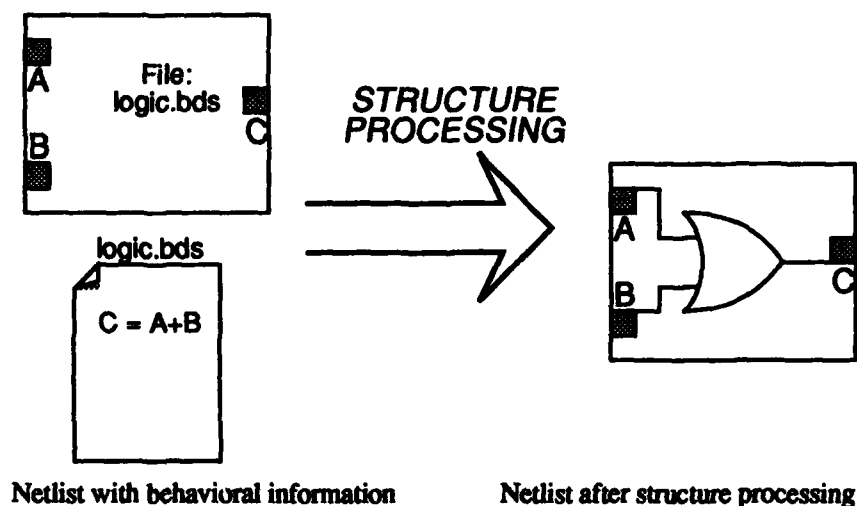 A
File:
logic.bds
C
B
logic.bds
C = A+B
STRUCTURE
PROCESSING
A
B
C
Netlist with behavioral information
Netlist after structure processing